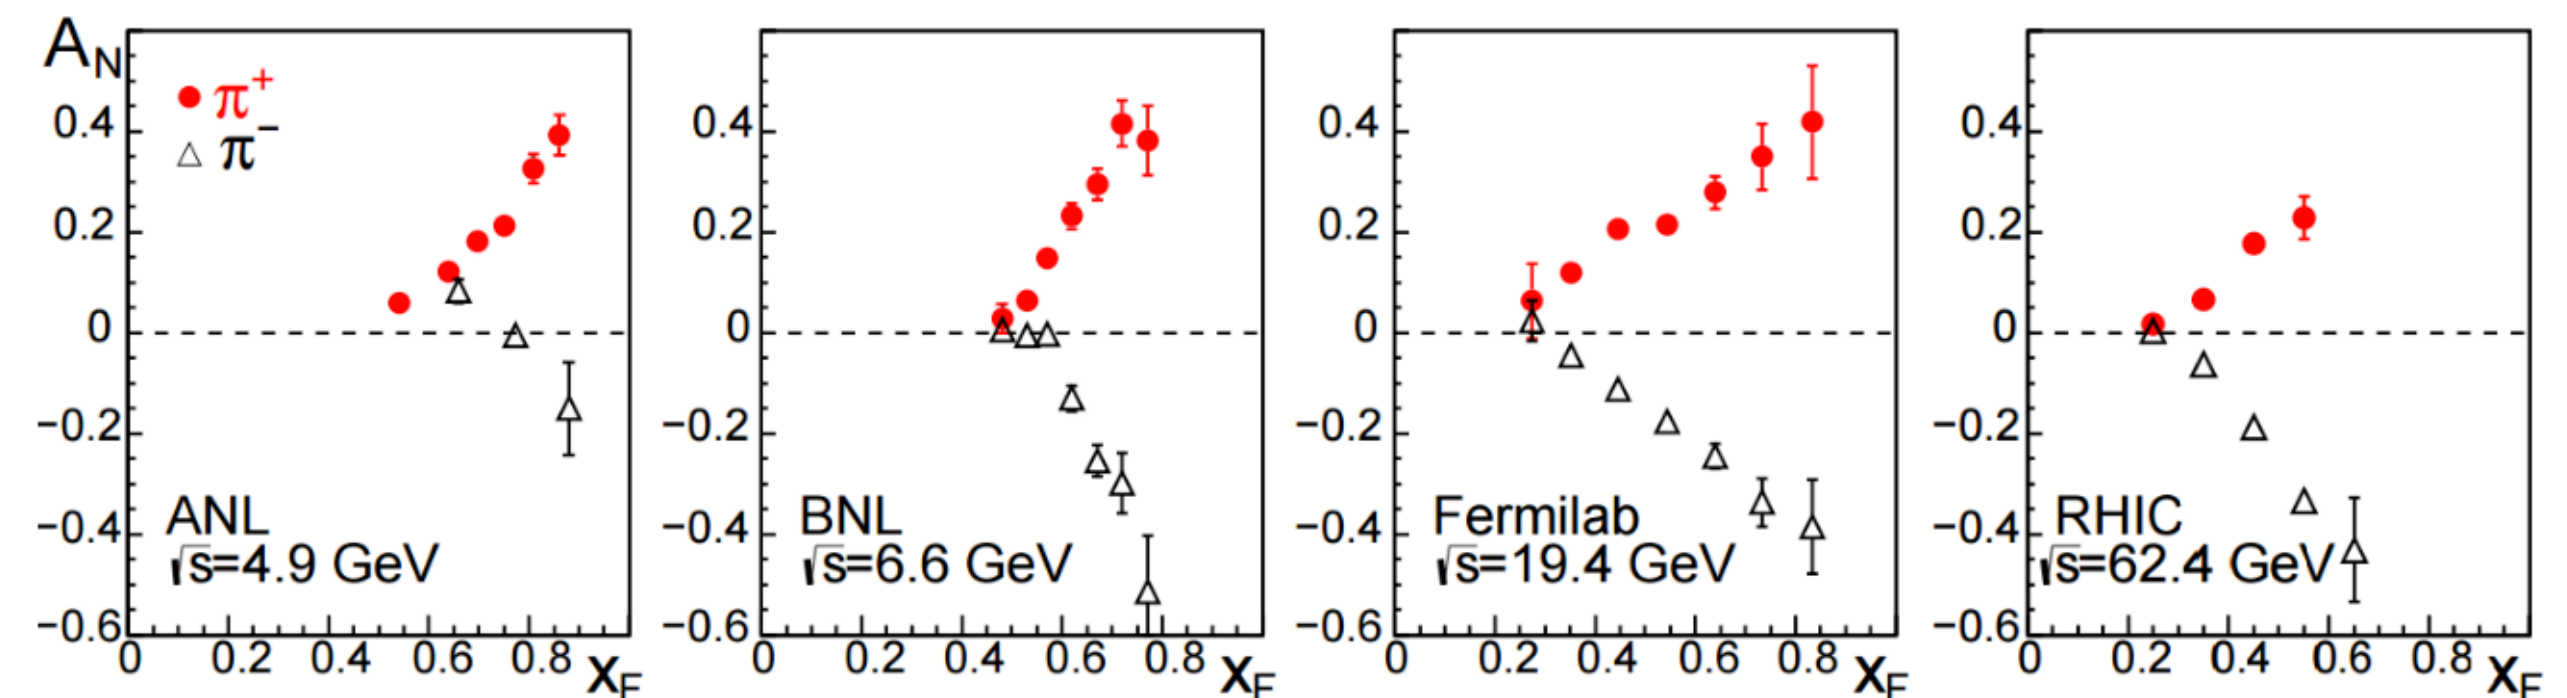 A_N
π⁺
π⁻
0.4
0.2
0
−0.2
−0.4
−0.6
ANL
√s=4.9 GeV
0 0.2 0.4 0.6 0.8 x_F
0.4
0.2
0
−0.2
−0.4
−0.6
BNL
√s=6.6 GeV
0 0.2 0.4 0.6 0.8 x_F
0.4
0.2
0
−0.2
−0.4
−0.6
Fermilab
√s=19.4 GeV
0 0.2 0.4 0.6 0.8 x_F
0.4
0.2
0
−0.2
−0.4
−0.6
RHIC
√s=62.4 GeV
0 0.2 0.4 0.6 0.8 x_F